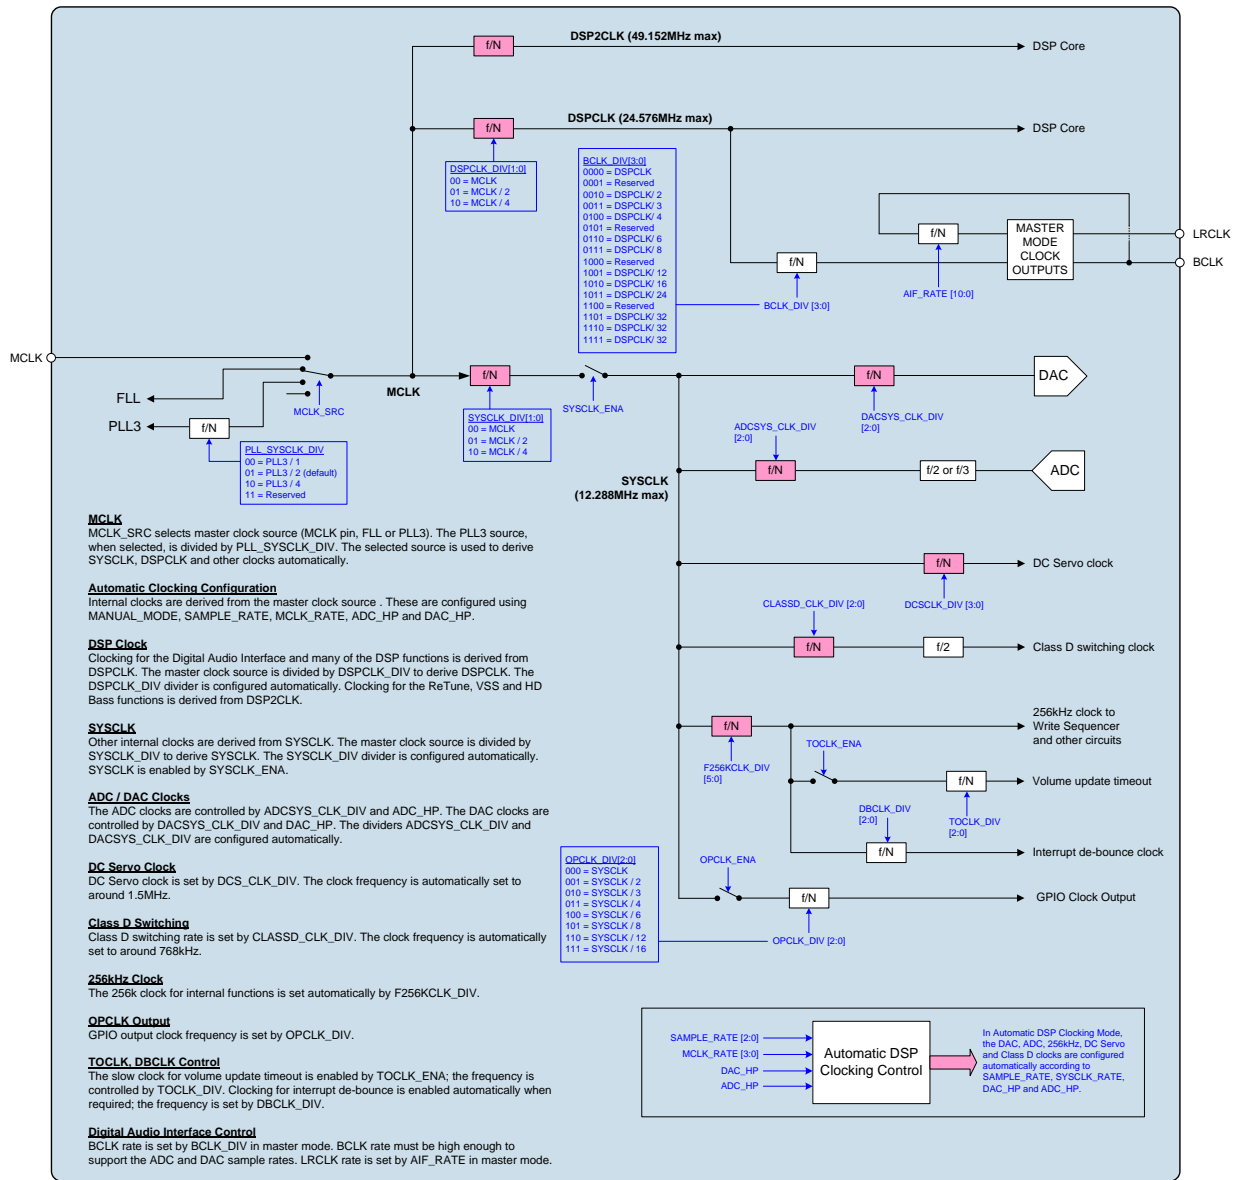 DSP2CLK (49.152MHz max)
f/N
DSP Core
DSPCLK (24.576MHz max)
f/N
DSP Core
DSPCLK_DIV[1:0]
00 = MCLK
01 = MCLK / 2
10 = MCLK / 4
BCLK_DIV[3:0]
0000 = DSPCLK
0001 = Reserved
0010 = DSPCLK/ 2
0011 = DSPCLK/ 3
0100 = DSPCLK/ 4
0101 = Reserved
0110 = DSPCLK/ 6
0111 = DSPCLK/ 8
1000 = Reserved
1001 = DSPCLK/ 12
1010 = DSPCLK/ 16
1011 = DSPCLK/ 24
1100 = Reserved
1101 = DSPCLK/ 32
1110 = DSPCLK/ 32
1111 = DSPCLK/ 32
f/N
BCLK_DIV [3:0]
f/N
AIF_RATE [10:0]
MASTER
MODE
CLOCK
OUTPUTS
LRCLK
BCLK
MCLK
FLL
PLL3
f/N
MCLK_SRC
PLL_SYSCLK_DIV
00 = PLL3 / 1
01 = PLL3 / 2 (default)
10 = PLL3 / 4
11 = Reserved
MCLK
f/N
SYSCLK_DIV[1:0]
00 = MCLK
01 = MCLK / 2
10 = MCLK / 4
SYSCLK_ENA
SYSCLK
(12.288MHz max)
f/N
DACSYS_CLK_DIV
[2:0]
DAC
ADCSYS_CLK_DIV
[2:0]
f/N
f/2 or f/3
ADC
f/N
DCSCLK_DIV [3:0]
DC Servo clock
CLASSD_CLK_DIV [2:0]
f/N
f/2
Class D switching clock
f/N
F256KCLK_DIV
[5:0]
256kHz clock to
Write Sequencer
and other circuits
TOCLK_ENA
f/N
TOCLK_DIV
[2:0]
Volume update timeout
DBCLK_DIV
[2:0]
f/N
Interrupt de-bounce clock
OPCLK_DIV[2:0]
000 = SYSCLK
001 = SYSCLK / 2
010 = SYSCLK / 3
011 = SYSCLK / 4
100 = SYSCLK / 6
101 = SYSCLK / 8
110 = SYSCLK / 12
111 = SYSCLK / 16
OPCLK_ENA
f/N
OPCLK_DIV [2:0]
GPIO Clock Output
MCLK
MCLK_SRC selects master clock source (MCLK pin, FLL or PLL3). The PLL3 source,
when selected, is divided by PLL_SYSCLK_DIV. The selected source is used to derive
SYSCLK, DSPCLK and other clocks automatically.
Automatic Clocking Configuration
Internal clocks are derived from the master clock source . These are configured using
MANUAL_MODE, SAMPLE_RATE, MCLK_RATE, ADC_HP and DAC_HP.
DSP Clock
Clocking for the Digital Audio Interface and many of the DSP functions is derived from
DSPCLK. The master clock source is divided by DSPCLK_DIV to derive DSPCLK. The
DSPCLK_DIV divider is configured automatically. Clocking for the ReTune, VSS and HD
Bass functions is derived from DSP2CLK.
SYSCLK
Other internal clocks are derived from SYSCLK. The master clock source is divided by
SYSCLK_DIV to derive SYSCLK. The SYSCLK_DIV divider is configured automatically.
SYSCLK is enabled by SYSCLK_ENA.
ADC / DAC Clocks
The ADC clocks are controlled by ADCSYS_CLK_DIV and ADC_HP. The DAC clocks are
controlled by DACSYS_CLK_DIV and DAC_HP. The dividers ADCSYS_CLK_DIV and
DACSYS_CLK_DIV are configured automatically.
DC Servo Clock
DC Servo clock is set by DCS_CLK_DIV. The clock frequency is automatically set to
around 1.5MHz.
Class D Switching
Class D switching rate is set by CLASSD_CLK_DIV. The clock frequency is automatically
set to around 768kHz.
256kHz Clock
The 256k clock for internal functions is set automatically by F256KCLK_DIV.
OPCLK Output
GPIO output clock frequency is set by OPCLK_DIV.
TOCLK, DBCLK Control
The slow clock for volume update timeout is enabled by TOCLK_ENA; the frequency is
controlled by TOCLK_DIV. Clocking for interrupt de-bounce is enabled automatically when
required; the frequency is set by DBCLK_DIV.
Digital Audio Interface Control
BCLK rate is set by BCLK_DIV in master mode. BCLK rate must be high enough to
support the ADC and DAC sample rates. LRCLK rate is set by AIF_RATE in master mode.
SAMPLE_RATE [2:0]
MCLK_RATE [3:0]
DAC_HP
ADC_HP
Automatic DSP
Clocking Control
In Automatic DSP Clocking Mode,
the DAC, ADC, 256kHz, DC Servo
and Class D clocks are configured
automatically according to
SAMPLE_RATE, SYSCLK_RATE,
DAC_HP and ADC_HP.